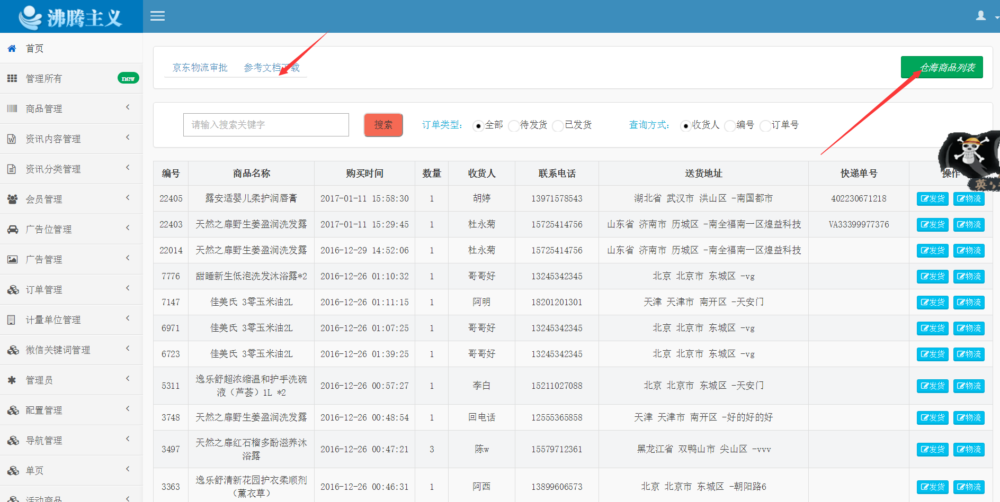 沸腾主义
首页
管理所有 new
商品管理
资讯内容管理
资讯分类管理
会员管理
广告位管理
广告管理
订单管理
计量单位管理
微信关键词管理
管理员
配置管理
导航管理
单页
活动商品
京东物流审批 参考文档下载
仓海商品列表
请输入搜索关键字 搜索 订单类型: 全部 待发货 已发货 查询方式: 收货人 编号 订单号
编号 商品名称 购买时间 数量 收货人 联系电话 送货地址 快递单号 操作
22405 露安适婴儿柔护润唇膏 2017-01-11 15:58:30 1 胡婷 13971578543 湖北省 武汉市 洪山区 -南国都市 402230671218 发货 物流
22403 天然之扉野生姜盈润洗发露 2017-01-11 15:29:45 1 杜永菊 15725414756 山东省 济南市 历城区 -南全福南一区煌益科技 VA33399977376 发货 物流
22014 天然之扉野生姜盈润洗发露 2016-12-29 14:52:06 1 杜永菊 15725414756 山东省 济南市 历城区 -南全福南一区煌益科技 发货 物流
7776 甜睡新生低泡洗发沐浴露*2 2016-12-26 01:10:32 1 哥哥好 13245342345 北京 北京市 东城区 -vg 发货 物流
7147 佳美氏 3零玉米油2L 2016-12-26 01:11:15 1 阿明 18201201301 天津 天津市 南开区 -天安门 发货 物流
6971 佳美氏 3零玉米油2L 2016-12-26 01:07:25 1 哥哥好 13245342345 北京 北京市 东城区 -vg 发货 物流
6723 佳美氏 3零玉米油2L 2016-12-26 01:39:25 1 哥哥好 13245342345 北京 北京市 东城区 -vg 发货 物流
5311 逸乐舒超浓缩温和护手洗碗
液（芦荟）1L *2 2016-12-26 00:57:27 1 李白 15211027088 北京 北京市 东城区 -天安门 发货 物流
3748 天然之扉野生姜盈润洗发露 2016-12-26 00:48:54 1 回电话 12555365858 天津 天津市 南开区 -好的好的好 发货 物流
3497 天然之扉红石榴多酚滋养沐
浴露 2016-12-26 00:47:21 3 陈w 15579712361 黑龙江省 双鸭山市 尖山区 -vvv 发货 物流
3363 逸乐舒清新花园护衣柔顺剂
（薰衣草） 2016-12-26 00:46:31 1 阿西 13899606573 北京 北京市 东城区 -朝阳路6 发货 物流
英